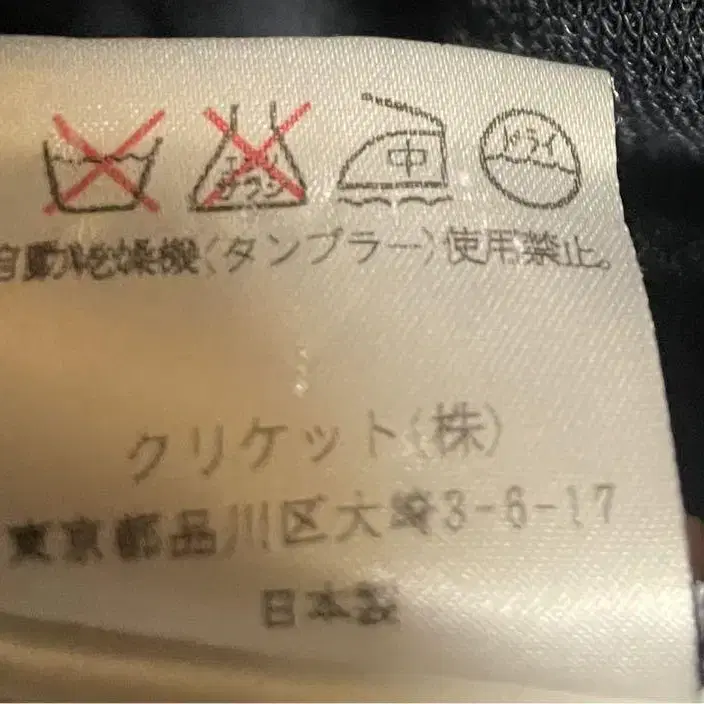 エンソ サラシ 中 ドライ
自動乾燥機(タンブラー)使用禁止。
クリケット(株)
東京都品川区大崎3-6-17
日本製